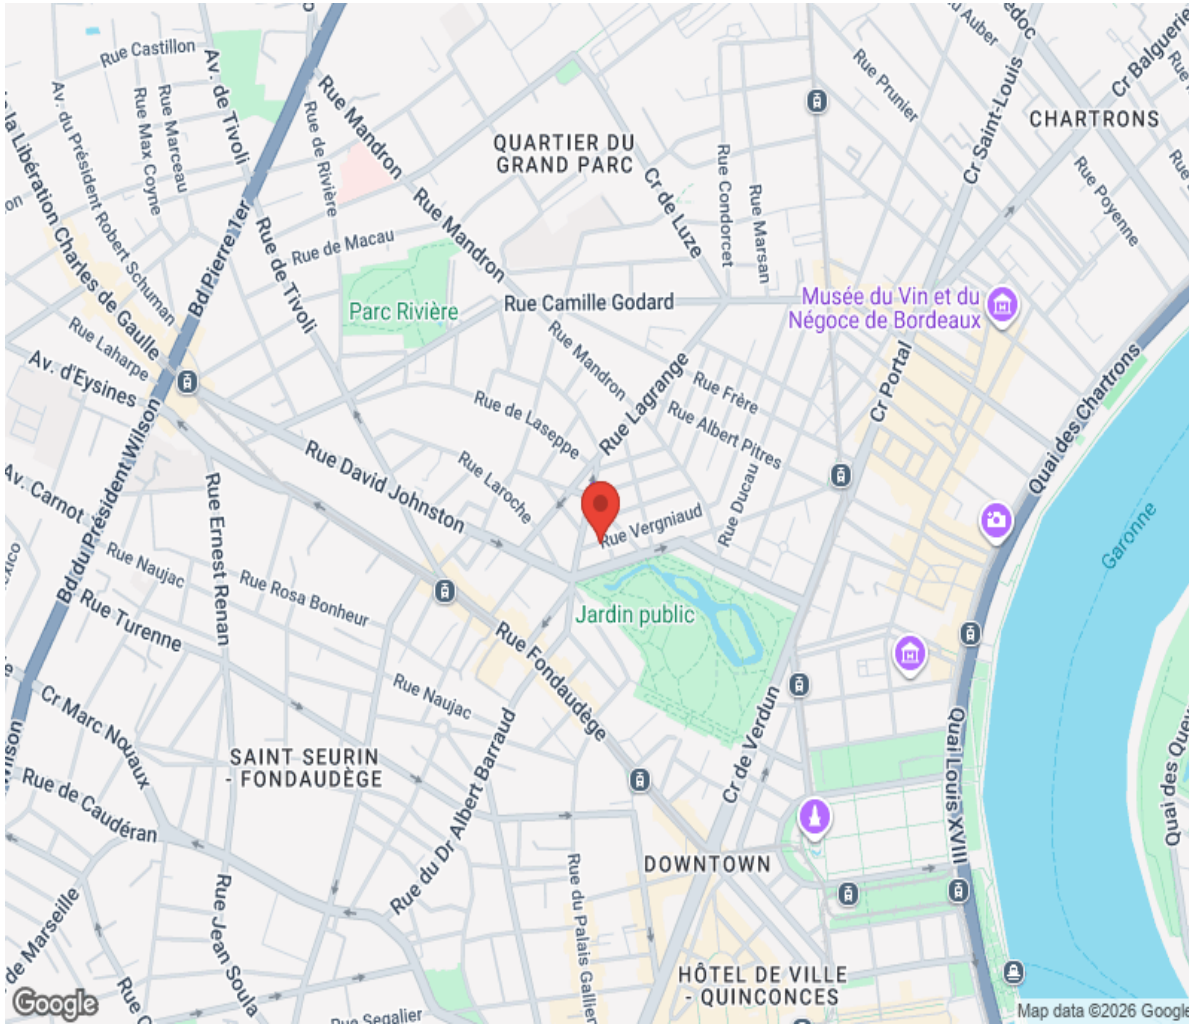 Rue Castillon
Av. de Tivoli
Av. du Président Robert Schuman
Rue Marceau
Rue Max Coyne
Rue de Rivière
Rue Mandron
QUARTIER DU
GRAND PARC
Cr de Luze
Rue Condorcet
Rue Marsan
Rue Prunier
Cr Saint-Louis
Cr Balguerie
CHARTRONS
Rue Poyenne
la Libération Charles de Gaulle
Bd Pierre 1er
Rue de Tivoli
Rue de Macau
Rue Mandron
Parc Rivière
Rue Camille Godard
Musée du Vin et du
Négoce de Bordeaux
Rue Laharpe
Av. d'Eysines
Rue Mandron
Rue Lagrange
Rue Frère
Cr Portal
Quai des Chartrons
Rue de Laseppe
Rue Albert Pitres
Rue David Johnston
Rue Laroche
Rue Ducau
Rue Vergniaud
Garonne
Av. Carnot
Bd du Président Wilson
Rue Ernest Renan
Rue Naujac
Rue Rosa Bonheur
Rue Turenne
Jardin public
Rue Fondaudège
Rue Naujac
Cr Marc Nouaux
SAINT SEURIN
- FONDAUDÈGE
Rue du Dr Albert Barraud
Cr de Verdun
Quai Louis XVIII
Quai des Quey
Wilson
Rue de Caudéran
DOWNTOWN
Rue Jean Soula
Rue du Palais Gallien
de Marseille
HÔTEL DE VILLE
- QUINCONCES
Rue Segalier
Google
Map data ©2026 Google